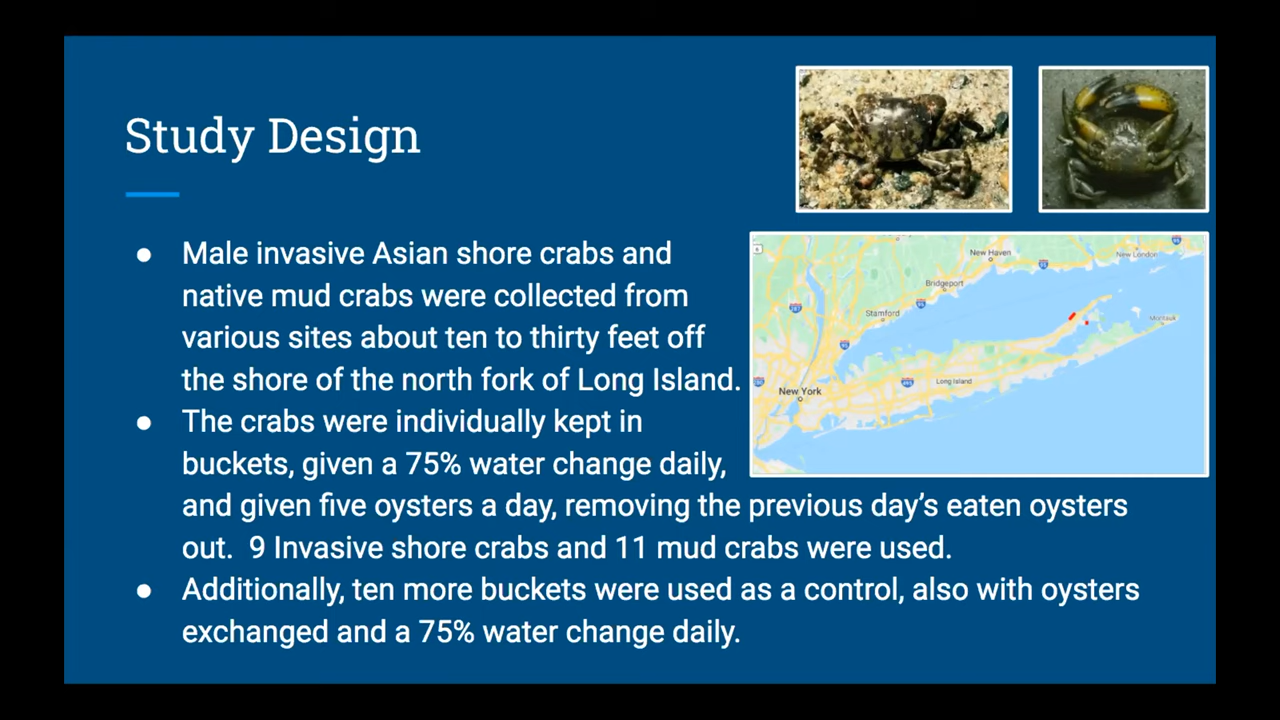 Study Design
● Male invasive Asian shore crabs and
native mud crabs were collected from
various sites about ten to thirty feet off
the shore of the north fork of Long Island.
● The crabs were individually kept in
buckets, given a 75% water change daily,
and given five oysters a day, removing the previous day’s eaten oysters
out.  9 Invasive shore crabs and 11 mud crabs were used.
● Additionally, ten more buckets were used as a control, also with oysters
exchanged and a 75% water change daily.
New Haven
New London
Bridgeport
Stamford
Montauk
Long Island
New York